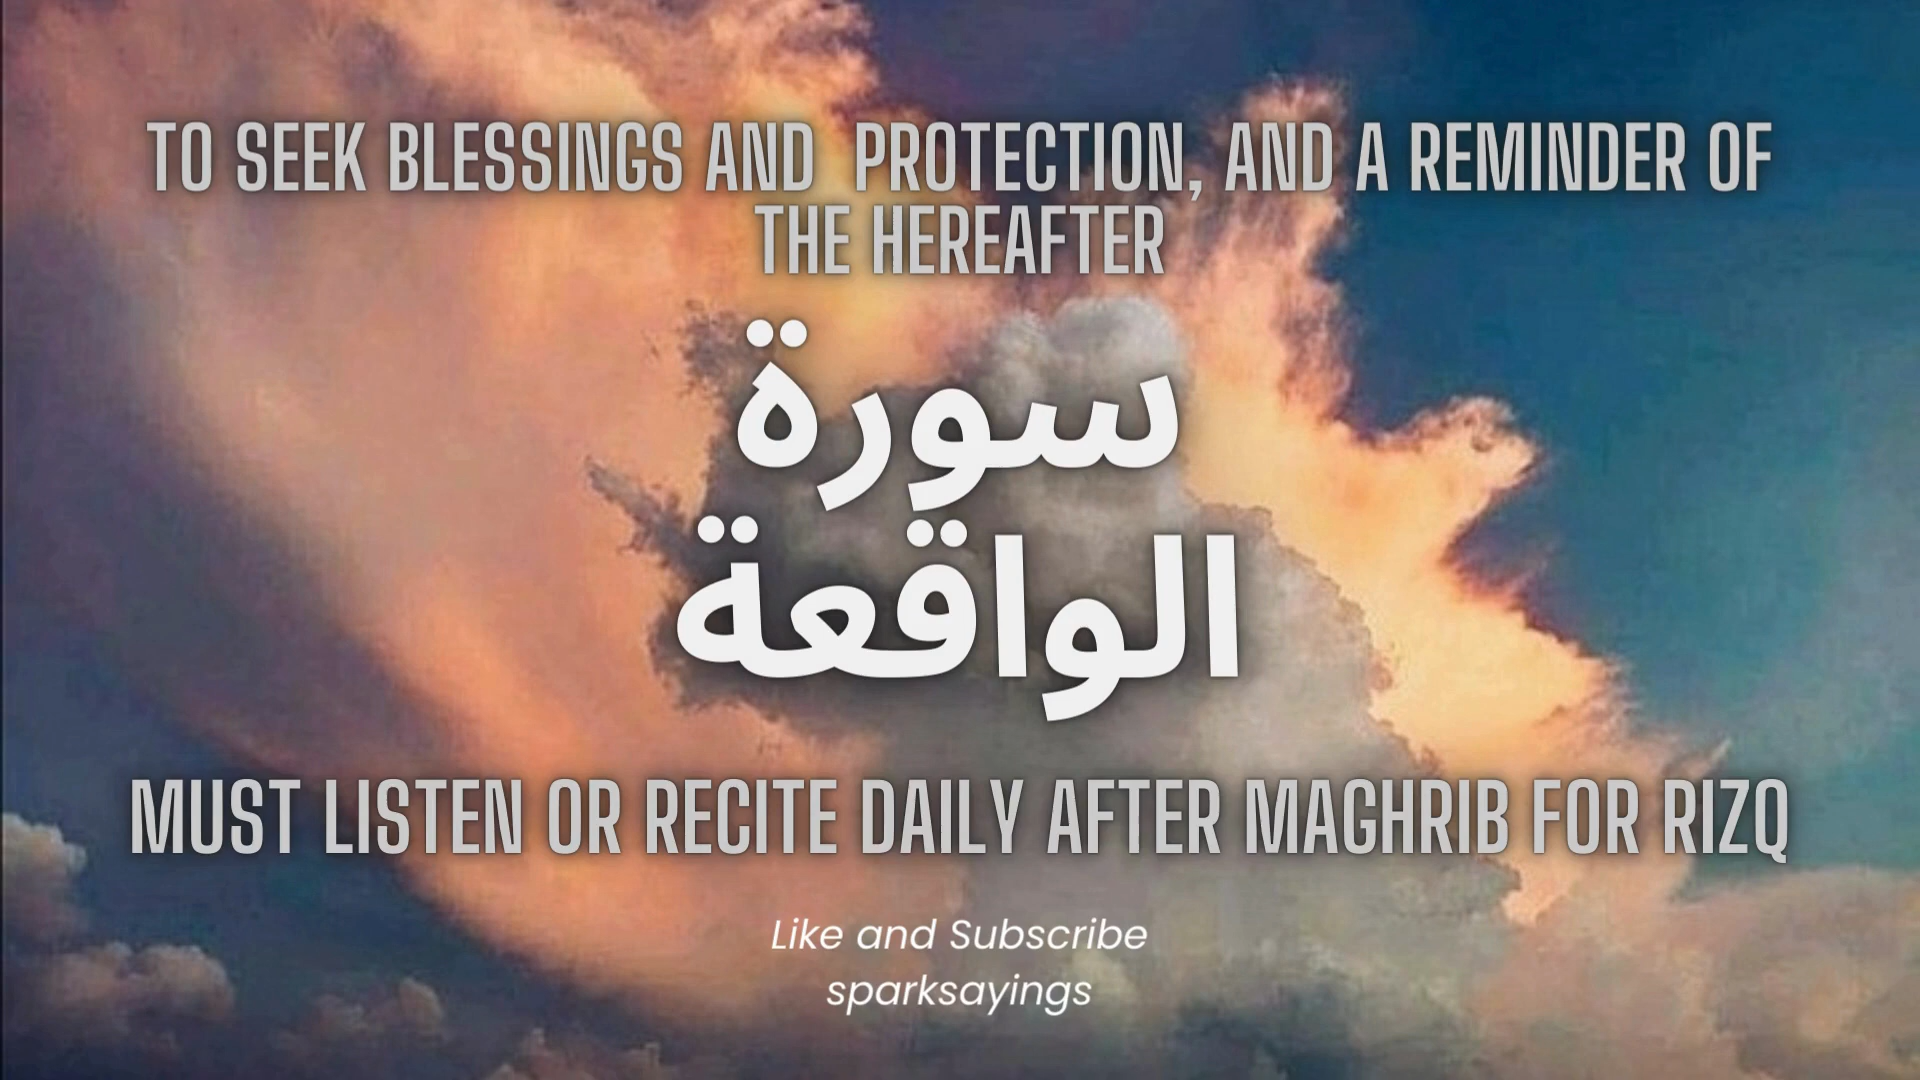 TO SEEK BLESSINGS AND PROTECTION, AND A REMINDER OF
THE HEREAFTER
سورة
الواقعة
MUST LISTEN OR RECITE DAILY AFTER MAGHRIB FOR RIZQ
Like and Subscribe
sparksayings